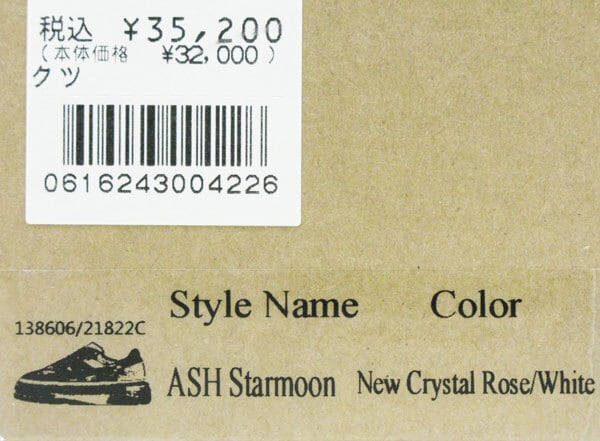 税込 ￥35,200
(本体価格 ￥32,000)
クツ
0616243004226
Style Name Color
138606/21822C
ASH Starmoon New Crystal Rose/White